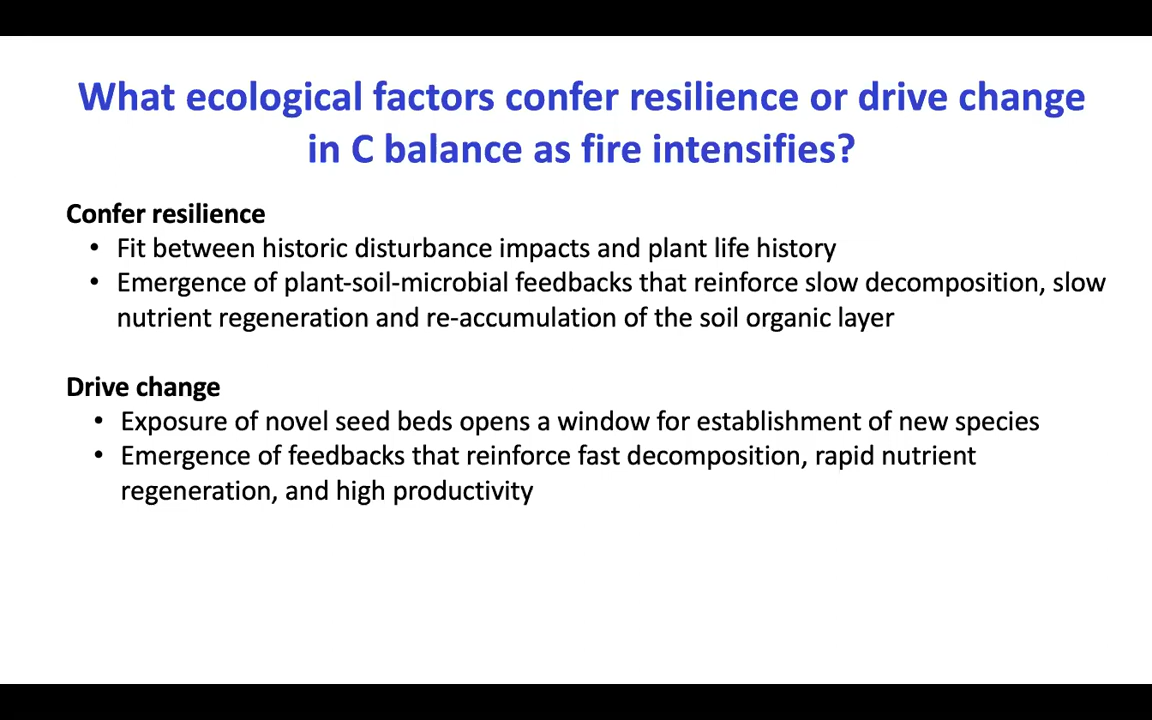 What ecological factors confer resilience or drive change
in C balance as fire intensifies?
Confer resilience
• Fit between historic disturbance impacts and plant life history
• Emergence of plant-soil-microbial feedbacks that reinforce slow decomposition, slow
nutrient regeneration and re-accumulation of the soil organic layer
Drive change
• Exposure of novel seed beds opens a window for establishment of new species
• Emergence of feedbacks that reinforce fast decomposition, rapid nutrient
regeneration, and high productivity